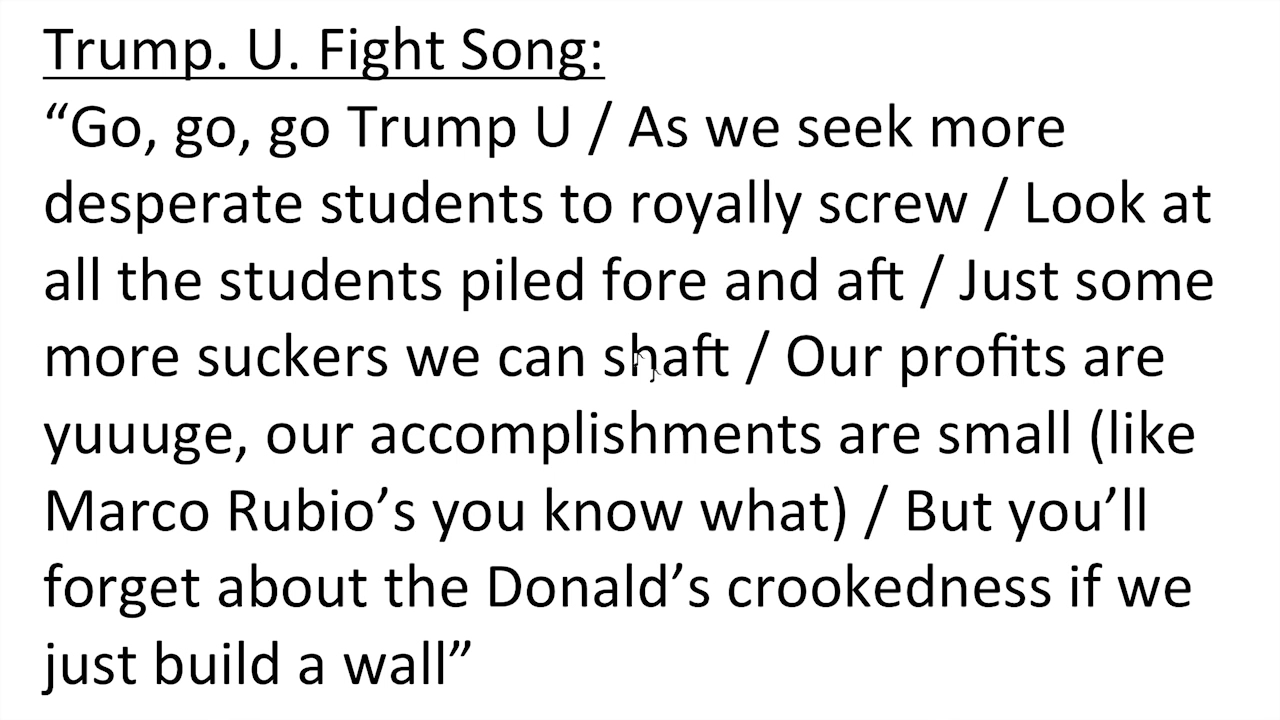 Trump. U. Fight Song:
“Go, go, go Trump U / As we seek more
desperate students to royally screw / Look at
all the students piled fore and aft / Just some
more suckers we can shaft / Our profits are
yuuuge, our accomplishments are small (like
Marco Rubio’s you know what) / But you’ll
forget about the Donald’s crookedness if we
just build a wall”